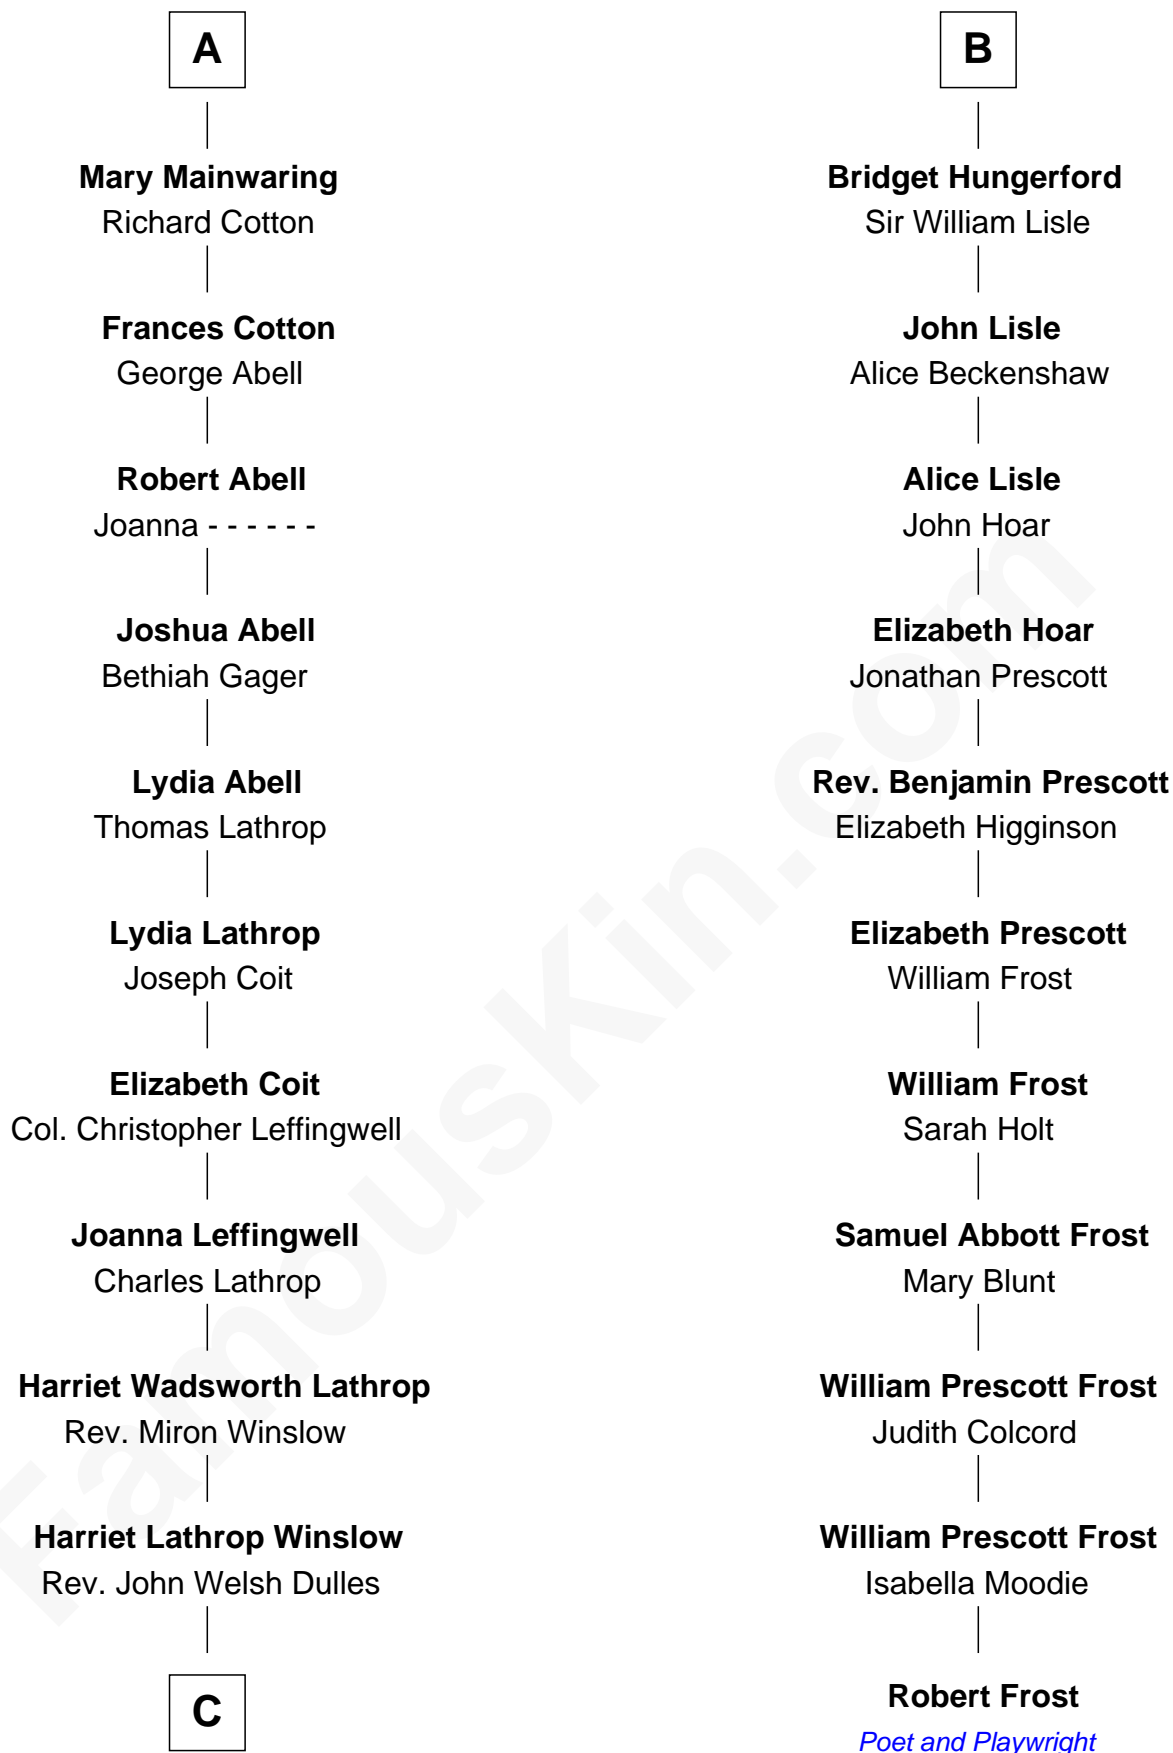 A
Mary Mainwaring
Richard Cotton
Frances Cotton
George Abell
Robert Abell
Joanna - - - - - -
Joshua Abell
Bethiah Gager
Lydia Abell
Thomas Lathrop
Lydia Lathrop
Joseph Coit
Elizabeth Coit
Col. Christopher Leffingwell
Joanna Leffingwell
Charles Lathrop
Harriet Wadsworth Lathrop
Rev. Miron Winslow
Harriet Lathrop Winslow
Rev. John Welsh Dulles
C
B
Bridget Hungerford
Sir William Lisle
John Lisle
Alice Beckenshaw
Alice Lisle
John Hoar
Elizabeth Hoar
Jonathan Prescott
Rev. Benjamin Prescott
Elizabeth Higginson
Elizabeth Prescott
William Frost
William Frost
Sarah Holt
Samuel Abbott Frost
Mary Blunt
William Prescott Frost
Judith Colcord
William Prescott Frost
Isabella Moodie
Robert Frost
Poet and Playwright
FamousKin.com